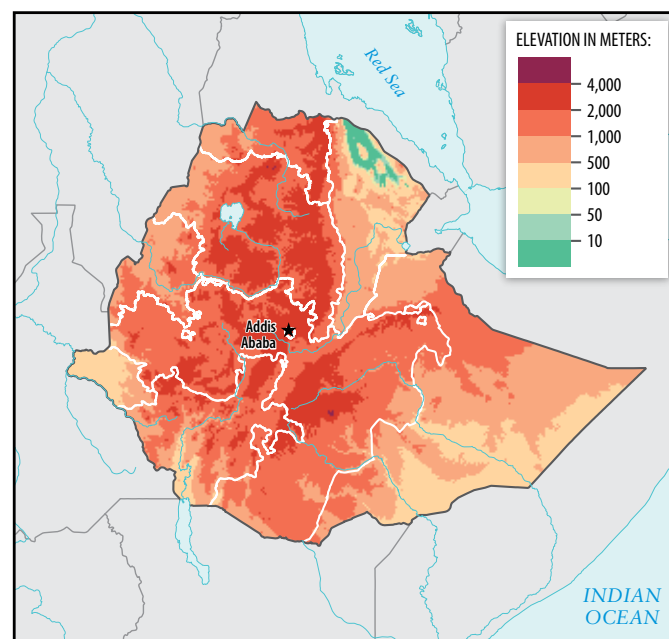 Red Sea
ELEVATION IN METERS:
4,000
2,000
1,000
500
100
50
10
Addis
Ababa
INDIAN
OCEAN